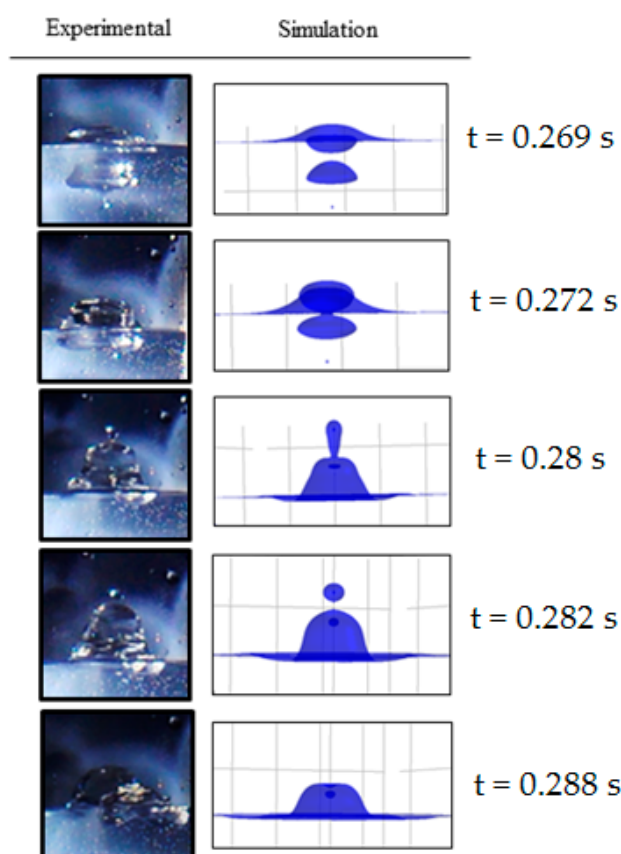 Experimental Simulation
t = 0.269 s
t = 0.272 s
t = 0.28 s
t = 0.282 s
t = 0.288 s